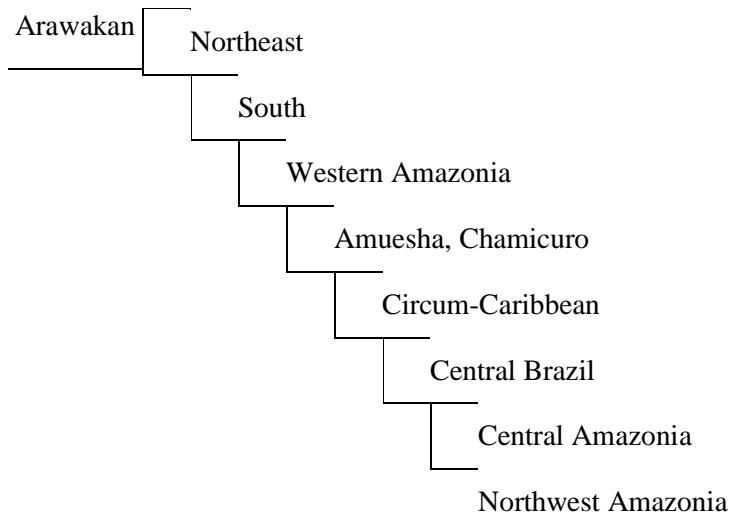 Arawakan
Northeast
South
Western Amazonia
Amuesha, Chamicuro
Circum-Caribbean
Central Brazil
Central Amazonia
Northwest Amazonia